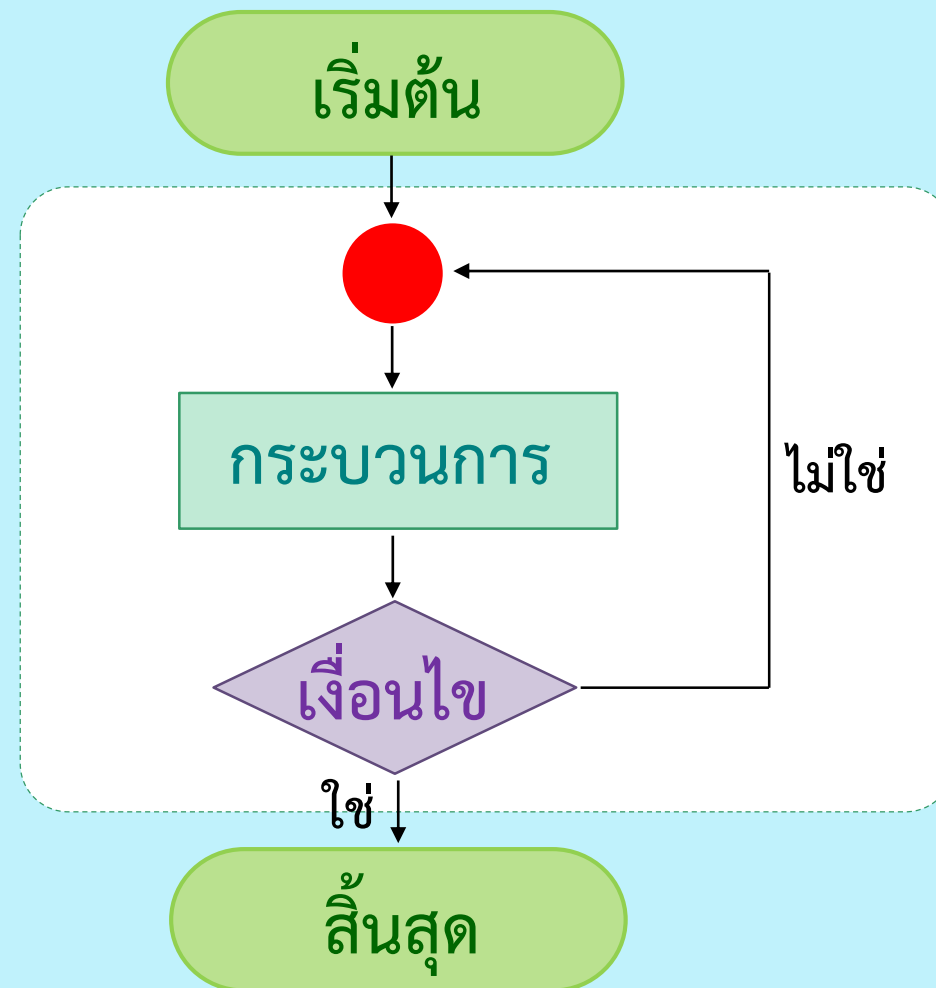 เริ่มต้น
กระบวนการ
ไม่ใช่
เงื่อนไข
ใช่
สิ้นสุด